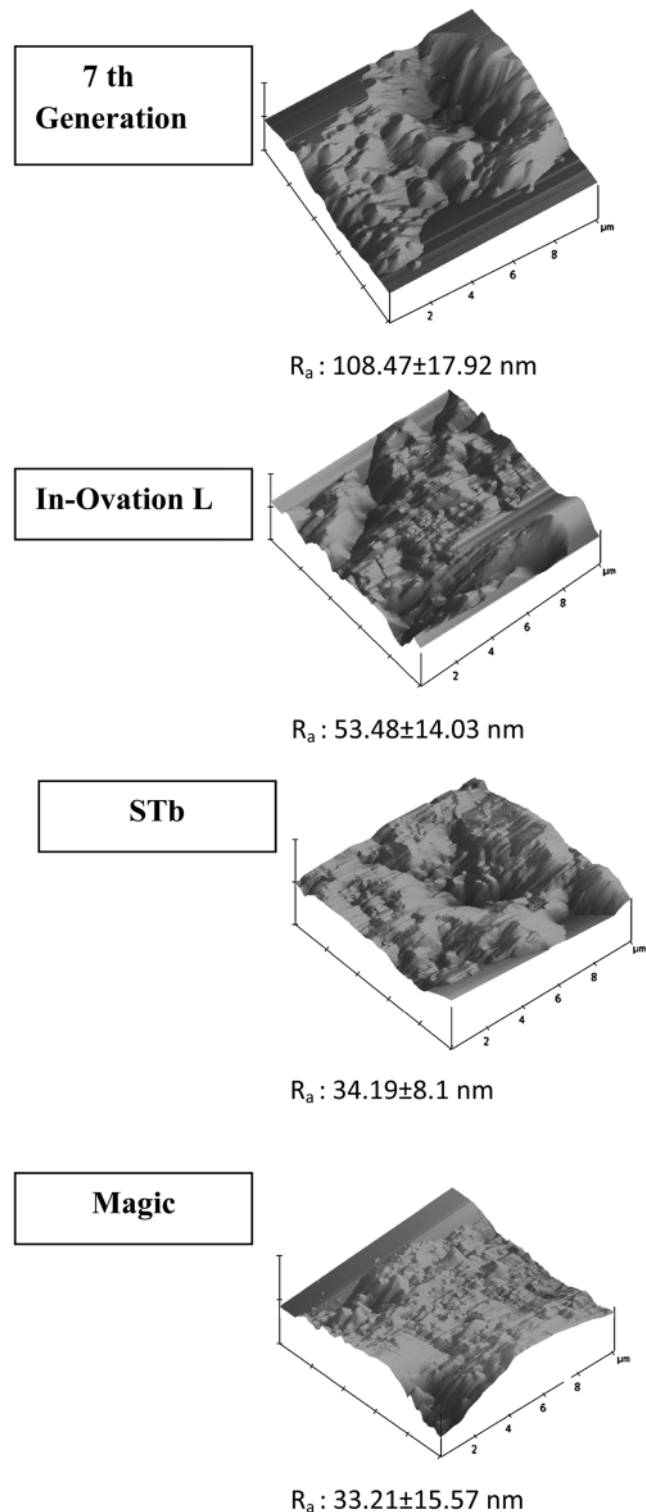 7 th
Generation
2
4
6
8
µm
Rₐ : 108.47±17.92 nm
In-Ovation L
2
4
6
8
µm
Rₐ : 53.48±14.03 nm
STb
2
4
6
8
µm
Rₐ : 34.19±8.1 nm
Magic
2
4
6
8
µm
Rₐ : 33.21±15.57 nm